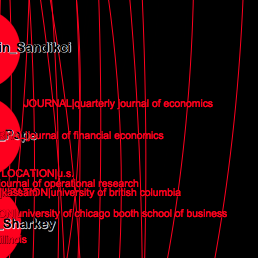 in_Sandikci
JOURNAL|quarterly journal of economics
journal of financial economics
LOCATION|u.s.
journal of operational research
university of british columbia
university of chicago booth school of business
_Sharkey
illinois